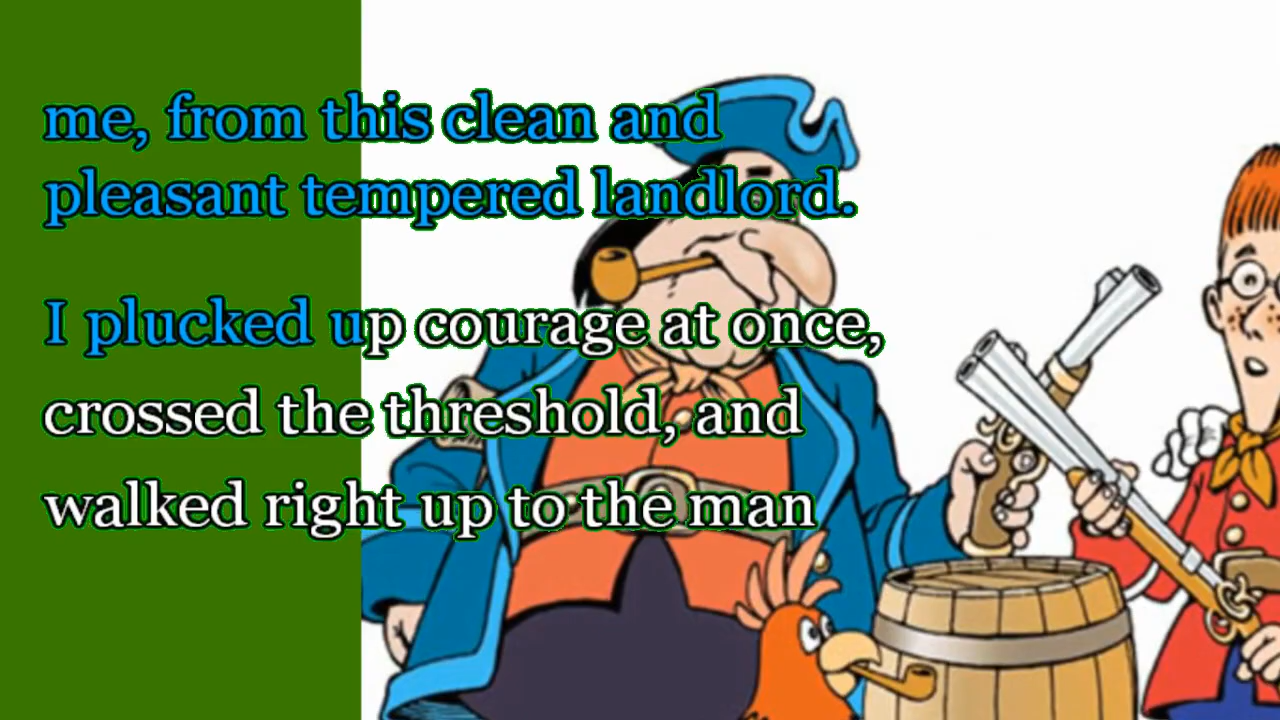 me, from this clean and
pleasant tempered landlord.
I plucked up courage at once,
crossed the threshold, and
walked right up to the man